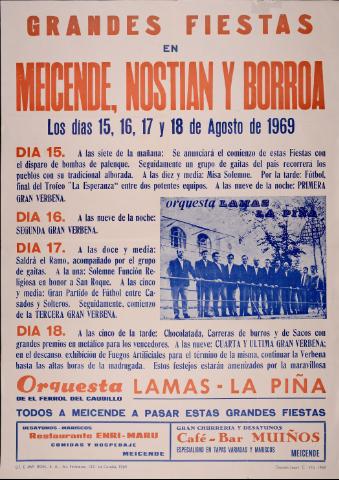 GRANDES FIESTAS
EN
MEICENDE, NOSTIAN Y BORROA
Los días 15, 16, 17 y 18 de Agosto de 1969
DIA 15. A las siete de la mañana: Se anunciará el comienzo de estas Fiestas con
el disparo de bombas de palenque. Seguidamente un grupo de gaitas del país recorrera los
pueblos con su tradicional alborada. A las diez y media: Misa Solemne. Por la tarde: Fútbol,
final del Trofeo "La Esperanza" entre dos potentes equipos. A las nueve de la noche: PRIMERA
GRAN VERBENA.
DIA 16. A las nueve de la noche:
SEGUNDA GRAN VERBENA.
DIA 17. A las doce y media:
Saldrá el Ramo, acompañado por el grupo
de gaitas. A la una: Solemne Función Re-
ligiosa en honor a San Roque. A las cinco
y media: Gran Partido de Fútbol entre Ca-
sados y Solteros. Seguidamente, comienzo
de la TERCERA GRAN VERBENA.
orquesta LAMAS
LA PIÑA
DIA 18. A las cinco de la tarde: Chocolatada, Carreras de burros y de Sacos con
grandes premios en metálico para los vencedores. A las nueve: CUARTA Y ULTIMA GRAN VERBENA;
en el descanso, exhibición de Fuegos Artificiales para el término de la misma, continuando la Verbena
hasta las altas horas de la madrugada. Estos festejos estarán amenizados por la maravillosa
Orquesta LAMAS - LA PIÑA
DE EL FERROL DEL CAUDILLO
TODOS A MEICENDE A PASAR ESTAS GRANDES FIESTAS
DESAYUNOS - MARISCOS
Restaurante ENRI-MARU
COMIDAS Y HOSPEDAJE
MEICENDE
GRAN CHURRERIA Y DESAYUNOS
Café-Bar MUIÑOS
ESPECIALIDAD EN TAPAS VARIADAS Y MARISCOS
MEICENDE